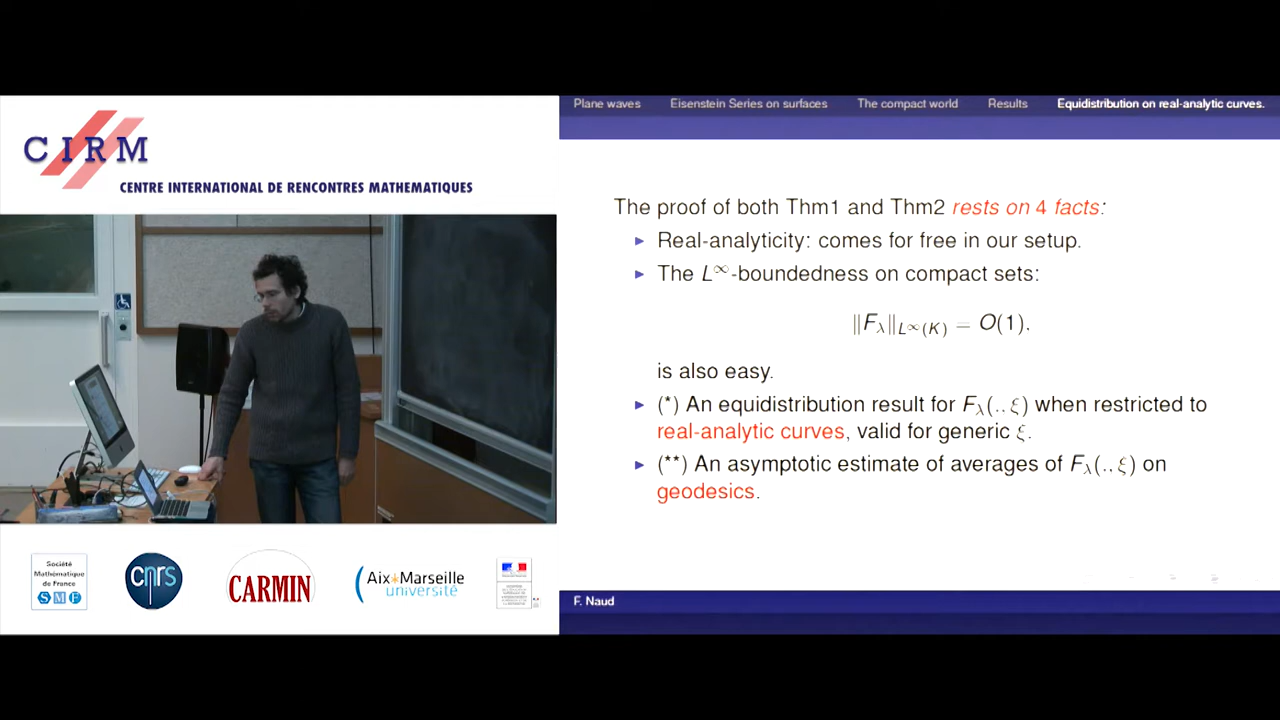 CIRM
CENTRE INTERNATIONAL DE RENCONTRES MATHEMATIQUES
Société
Mathématique
de France
SMF
cnrs
CARMIN
Aix*Marseille
université
Plane waves Eisenstein Series on surfaces The compact world Results Equidistribution on real-analytic curves.
The proof of both Thm1 and Thm2 rests on 4 facts:
▶ Real-analyticity: comes for free in our setup.
▶ The L^∞-boundedness on compact sets:
‖F_λ‖_{L^∞(K)} = O(1).
is also easy.
▶ (*) An equidistribution result for F_λ(.., ξ) when restricted to
real-analytic curves, valid for generic ξ.
▶ (**) An asymptotic estimate of averages of F_λ(.., ξ) on
geodesics.
F. Naud